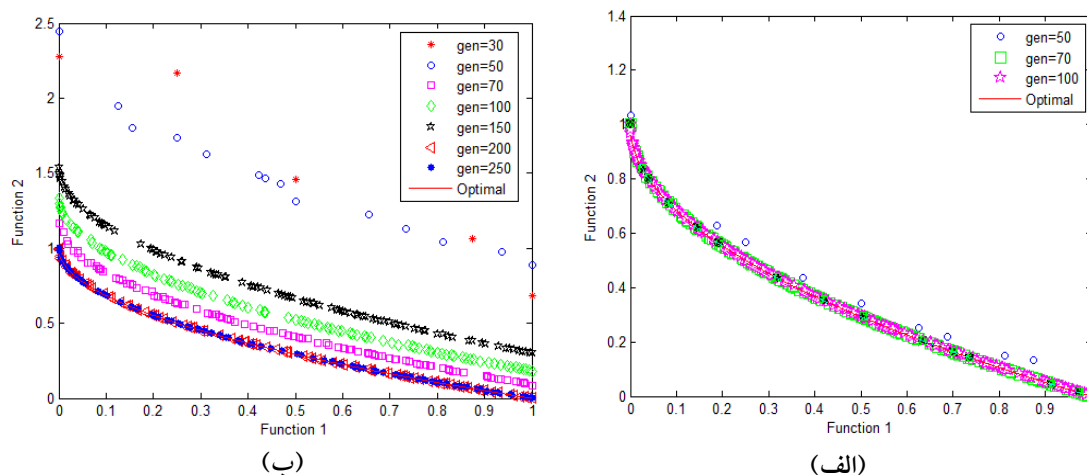 2.5
2
1.5
1
0.5
0
Function 2
0
0.1
0.2
0.3
0.4
0.5
0.6
0.7
0.8
0.9
1
Function 1
gen=30
gen=50
gen=70
gen=100
gen=150
gen=200
gen=250
Optimal
(ب)
1.4
1.2
1
0.8
0.6
0.4
0.2
0
Function 2
0
0.1
0.2
0.3
0.4
0.5
0.6
0.7
0.8
0.9
Function 1
gen=50
gen=70
gen=100
Optimal
(الف)